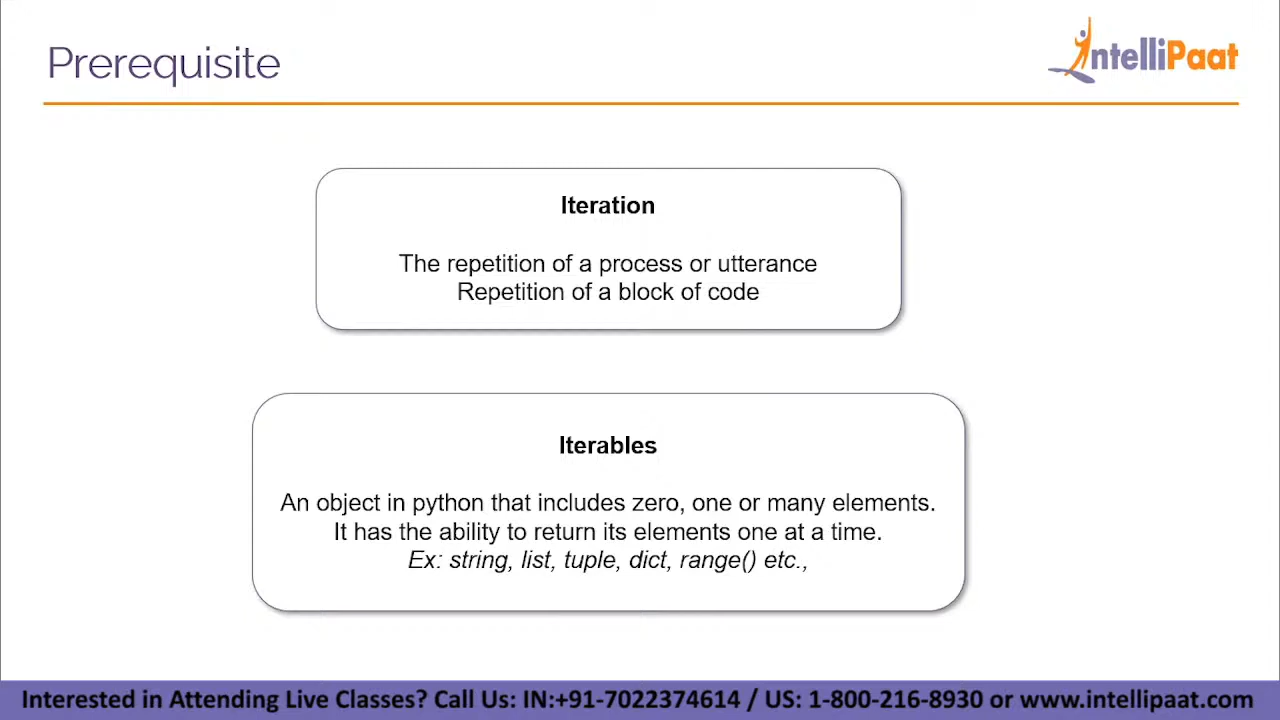 Prerequisite
IntelliPaat
Iteration
The repetition of a process or utterance
Repetition of a block of code
Iterables
An object in python that includes zero, one or many elements.
It has the ability to return its elements one at a time.
Ex: string, list, tuple, dict, range() etc.,
Interested in Attending Live Classes? Call Us: IN:+91-7022374614 / US: 1-800-216-8930 or www.intellipaat.com